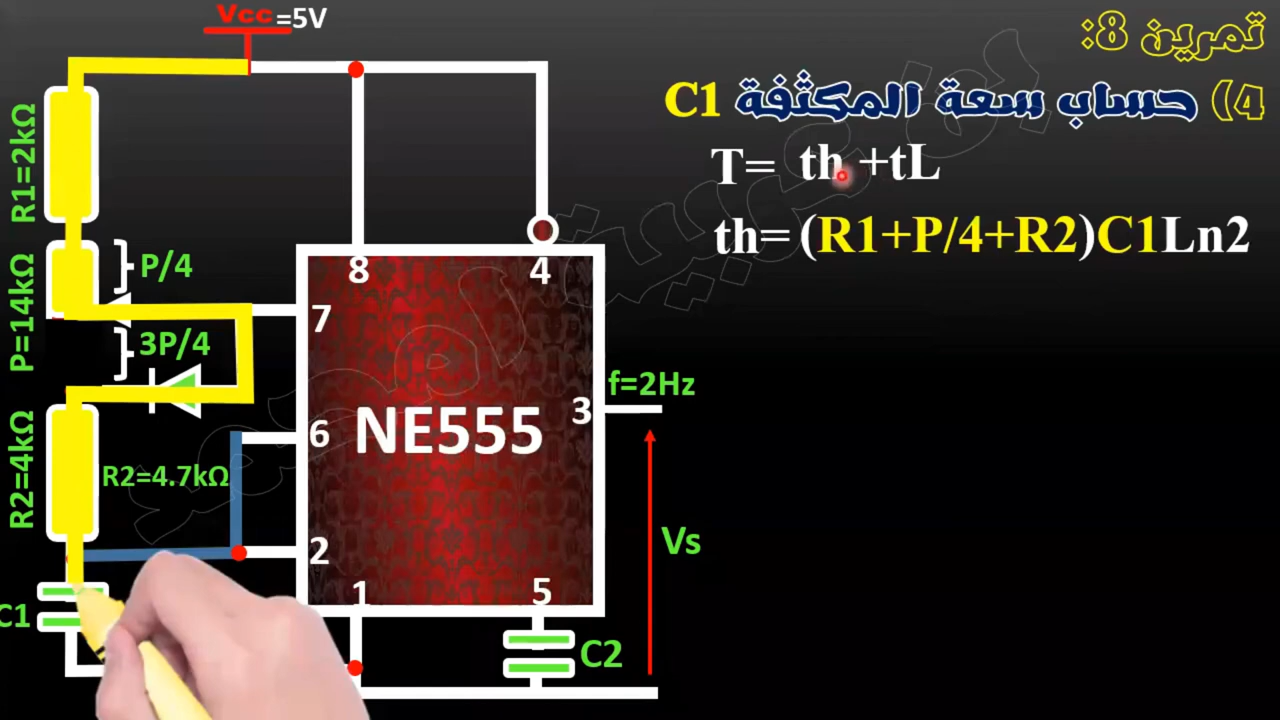 تمرين 8:
4) حساب سعة المكثفة C1
T= th +tL
th= (R1+P/4+R2)C1Ln2
Vcc=5V
R1=2kΩ
P=14kΩ
P/4
3P/4
R2=4kΩ
R2=4.7kΩ
C1
8
4
7
6
2
1
5
3
NE555
f=2Hz
Vs
C2